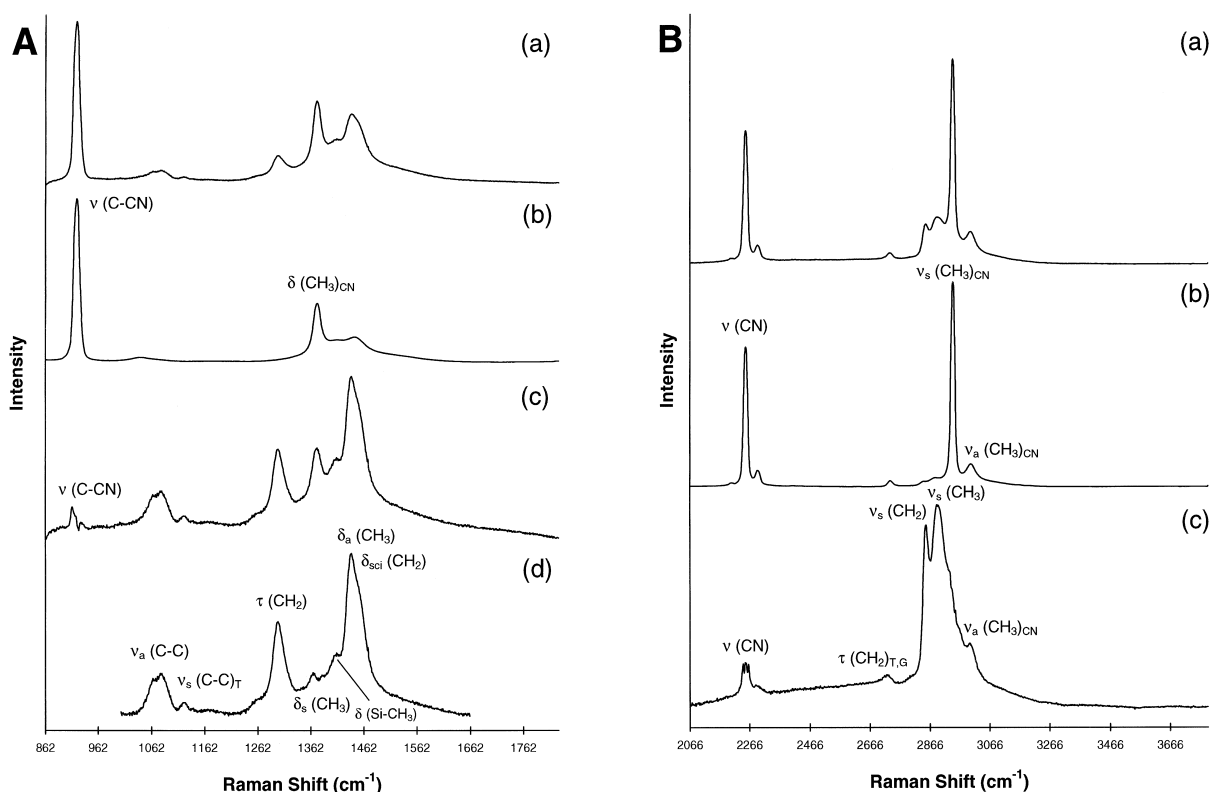 A
(a)
ν (C-CN)
(b)
δ (CH3)CN
(c)
ν (C-CN)
δa (CH3)
δsci (CH2)
(d)
τ (CH2)
νa (C-C)
νs (C-C)T
δs (CH3)
δ (Si-CH3)
Intensity
862 962 1062 1162 1262 1362 1462 1562 1662 1762
Raman Shift (cm-1)
B
(a)
νs (CH3)CN
(b)
ν (CN)
νa (CH3)CN
νs (CH3)
νs (CH2)
(c)
νa (CH3)CN
ν (CN)
τ (CH2)T,G
Intensity
2066 2266 2466 2666 2866 3066 3266 3466 3666
Raman Shift (cm-1)